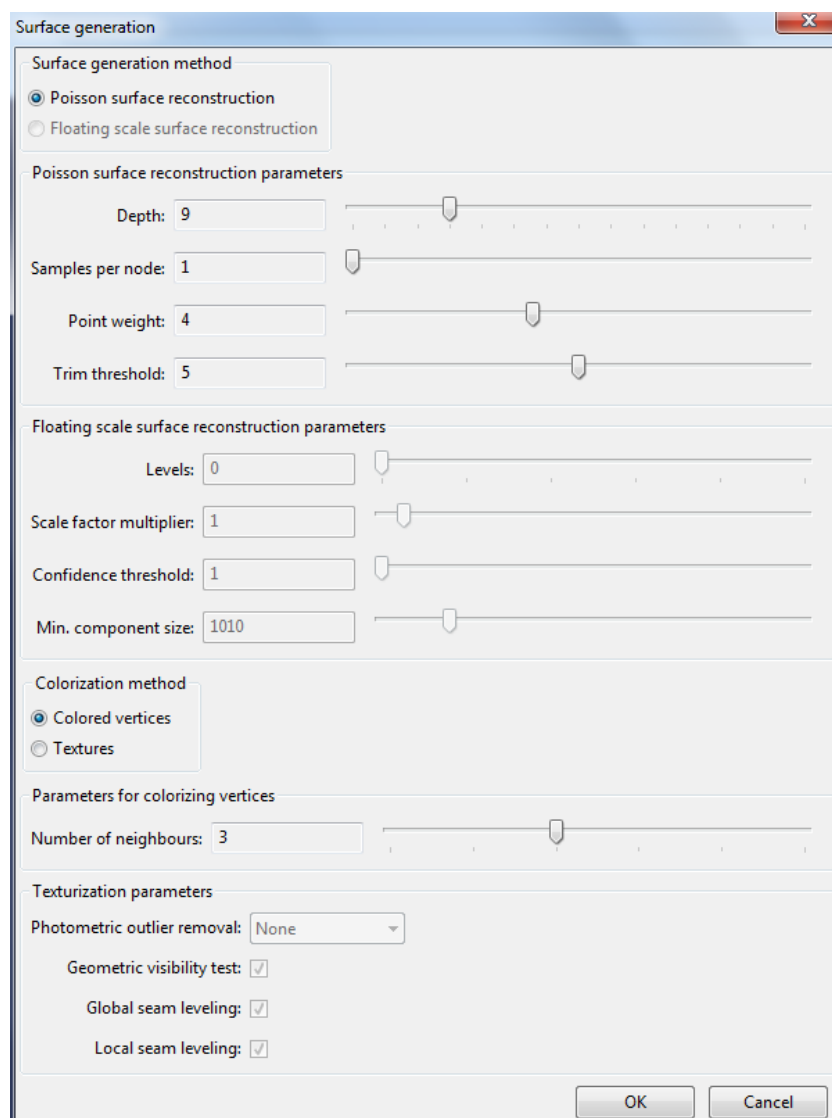 Surface generation
Surface generation method
Poisson surface reconstruction
Floating scale surface reconstruction
Poisson surface reconstruction parameters
Depth: 9
Samples per node: 1
Point weight: 4
Trim threshold: 5
Floating scale surface reconstruction parameters
Levels: 0
Scale factor multiplier: 1
Confidence threshold: 1
Min. component size: 1010
Colorization method
Colored vertices
Textures
Parameters for colorizing vertices
Number of neighbours: 3
Texturization parameters
Photometric outlier removal: None
Geometric visibility test:
Global seam leveling:
Local seam leveling:
OK Cancel